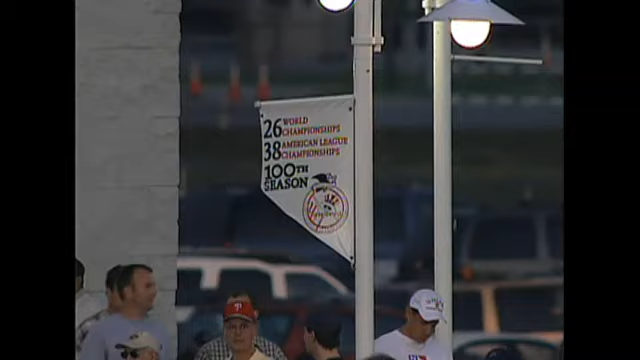 26 WORLD
CHAMPIONSHIPS
38 AMERICAN LEAGUE
CHAMPIONSHIPS
100TH
SEASON